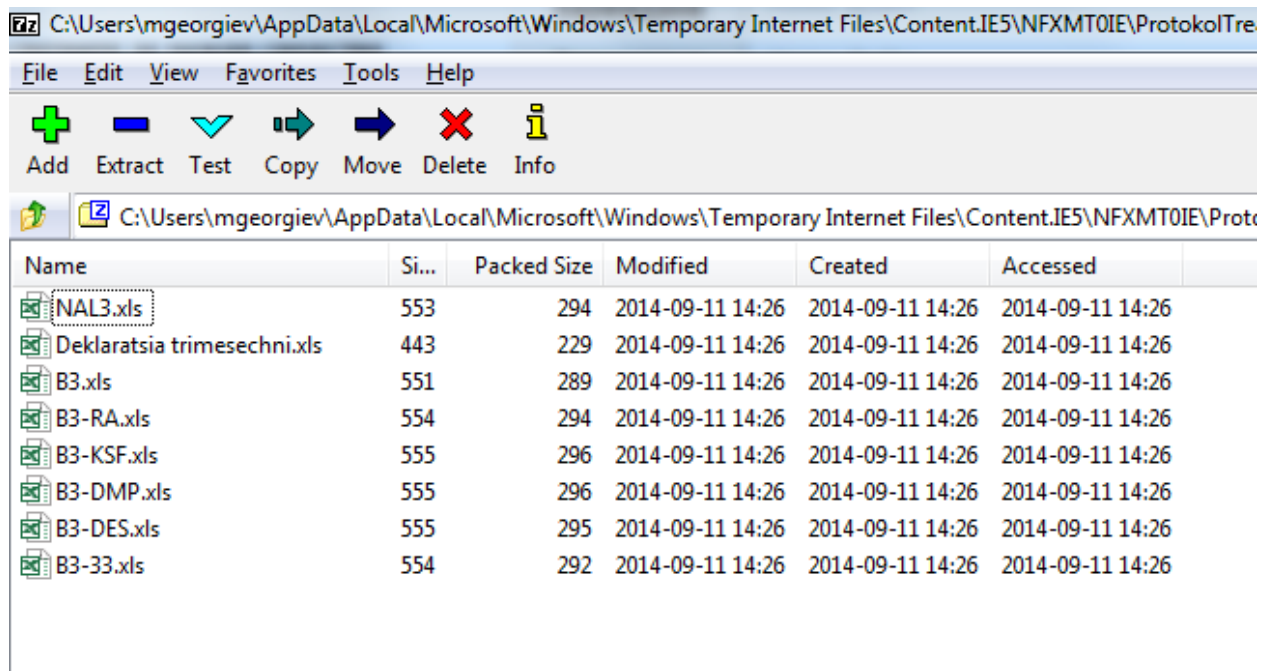 C:\Users\mgeorgiev\AppData\Local\Microsoft\Windows\Temporary Internet Files\Content.IE5\NFXMT0IE\ProtokolTre
File Edit View Favorites Tools Help
Add Extract Test Copy Move Delete Info
C:\Users\mgeorgiev\AppData\Local\Microsoft\Windows\Temporary Internet Files\Content.IE5\NFXMT0IE\Proto
Name Si... Packed Size Modified Created Accessed
NAL3.xls 553 294 2014-09-11 14:26 2014-09-11 14:26 2014-09-11 14:26
Deklaratsia trimesechni.xls 443 229 2014-09-11 14:26 2014-09-11 14:26 2014-09-11 14:26
B3.xls 551 289 2014-09-11 14:26 2014-09-11 14:26 2014-09-11 14:26
B3-RA.xls 554 294 2014-09-11 14:26 2014-09-11 14:26 2014-09-11 14:26
B3-KSF.xls 555 296 2014-09-11 14:26 2014-09-11 14:26 2014-09-11 14:26
B3-DMP.xls 555 296 2014-09-11 14:26 2014-09-11 14:26 2014-09-11 14:26
B3-DES.xls 555 295 2014-09-11 14:26 2014-09-11 14:26 2014-09-11 14:26
B3-33.xls 554 292 2014-09-11 14:26 2014-09-11 14:26 2014-09-11 14:26